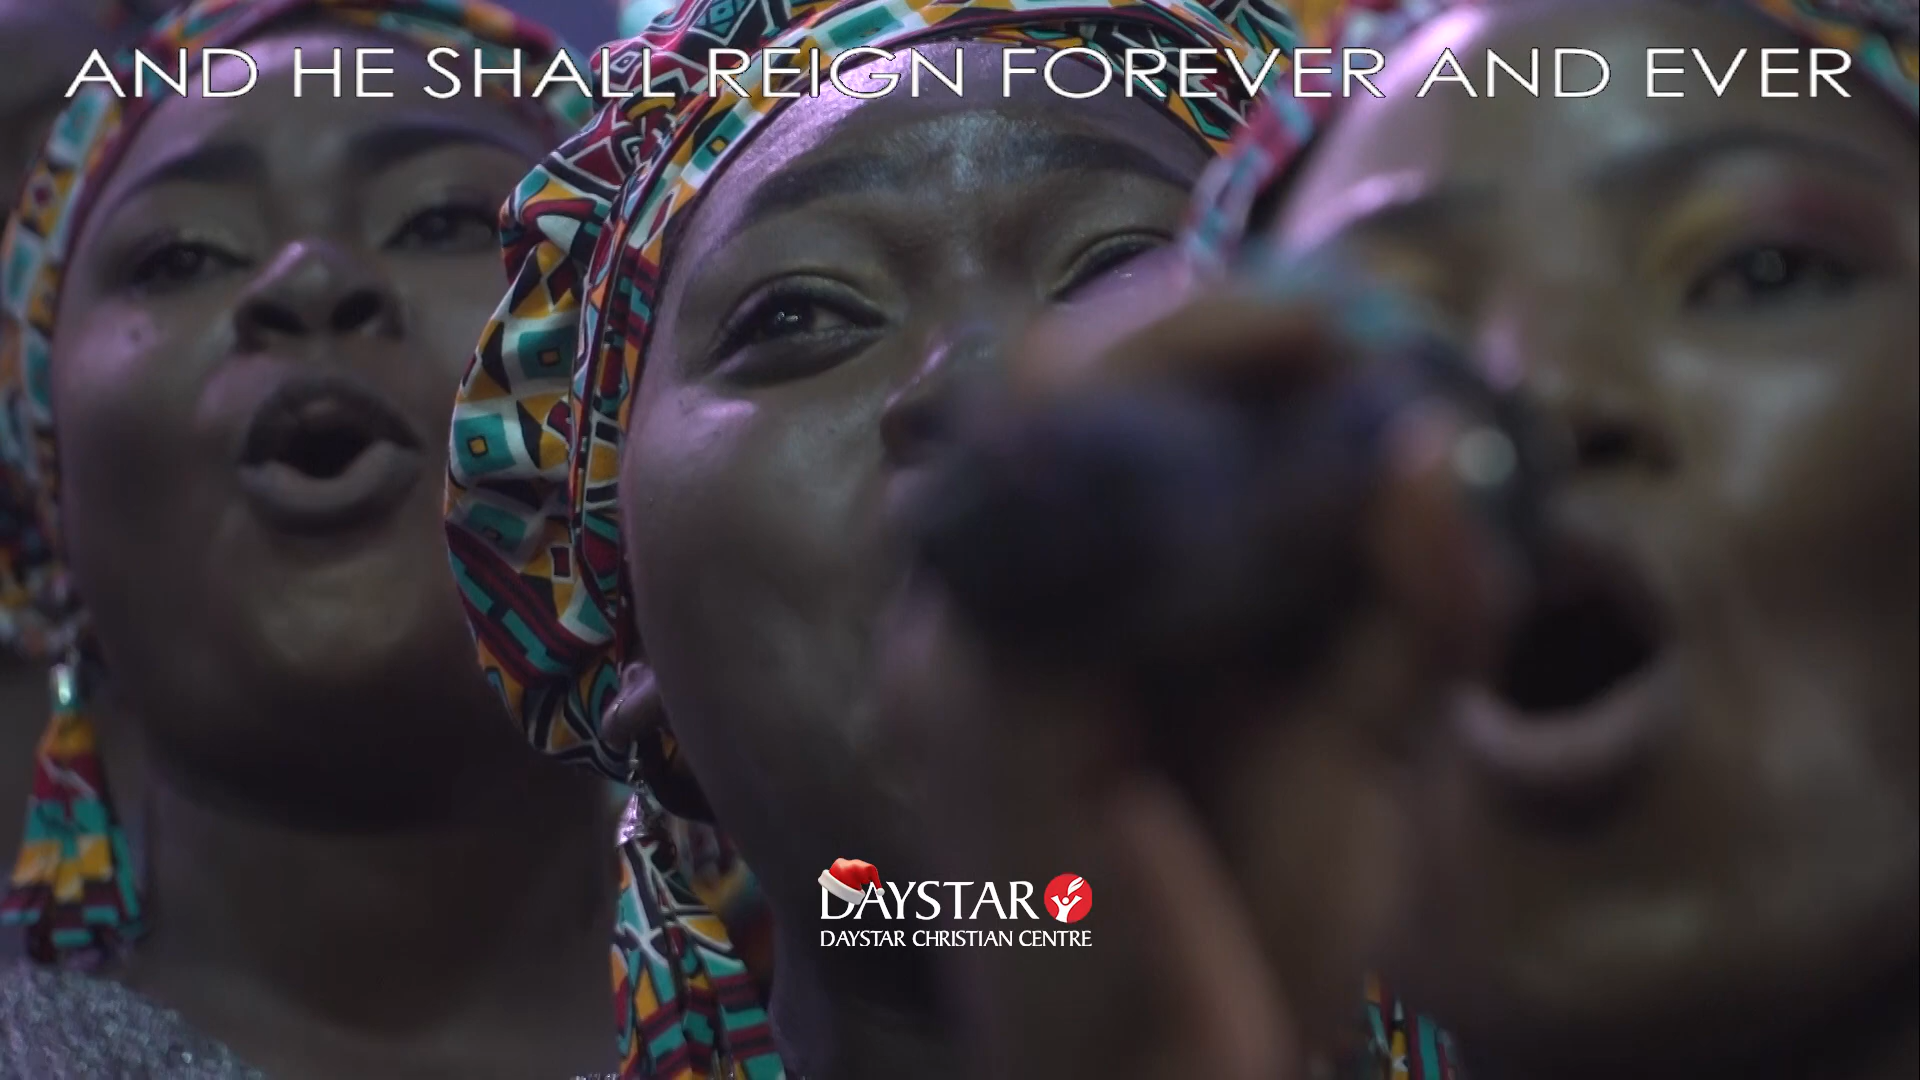 AND HE SHALL REIGN FOREVER AND EVER
DAYSTAR
DAYSTAR CHRISTIAN CENTRE